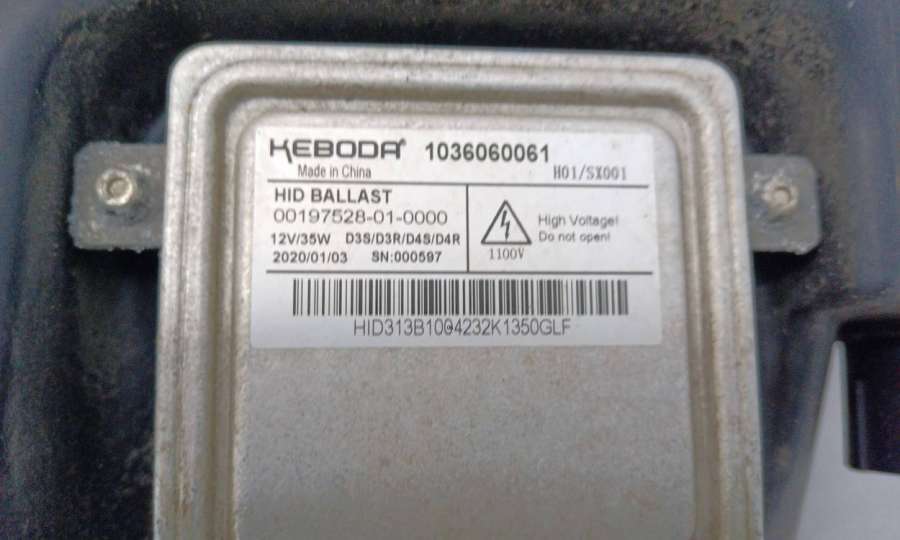 KEBODA® 1036060061
Made in China H01/SX001
HID BALLAST
00197528-01-0000
12V/35W D3S/D3R/D4S/D4R
2020/01/03 SN:000597
High Voltage!
Do not open!
1100V
HID313B1004232K1350GLF